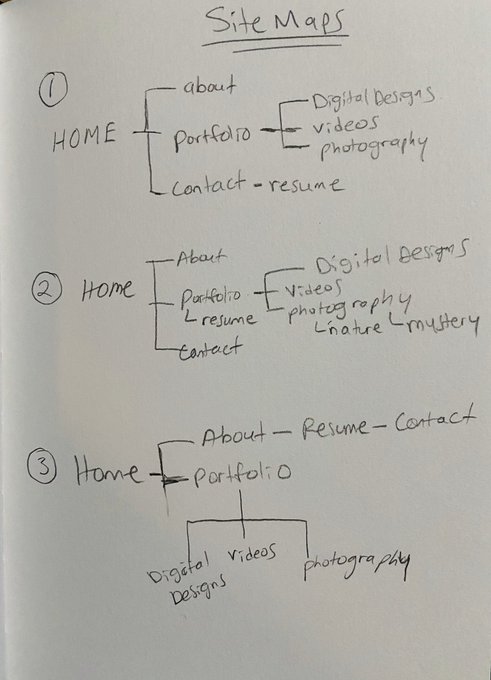 Site Maps
1
about
Digital Designs
HOME
portfolio
videos
photography
Contact - resume
2
Home
About
Digital Designs
Portfolio
videos
resume
photography
nature
mystery
Contact
3
Home
About - Resume - Contact
Portfolio
Digital Designs
videos
photography